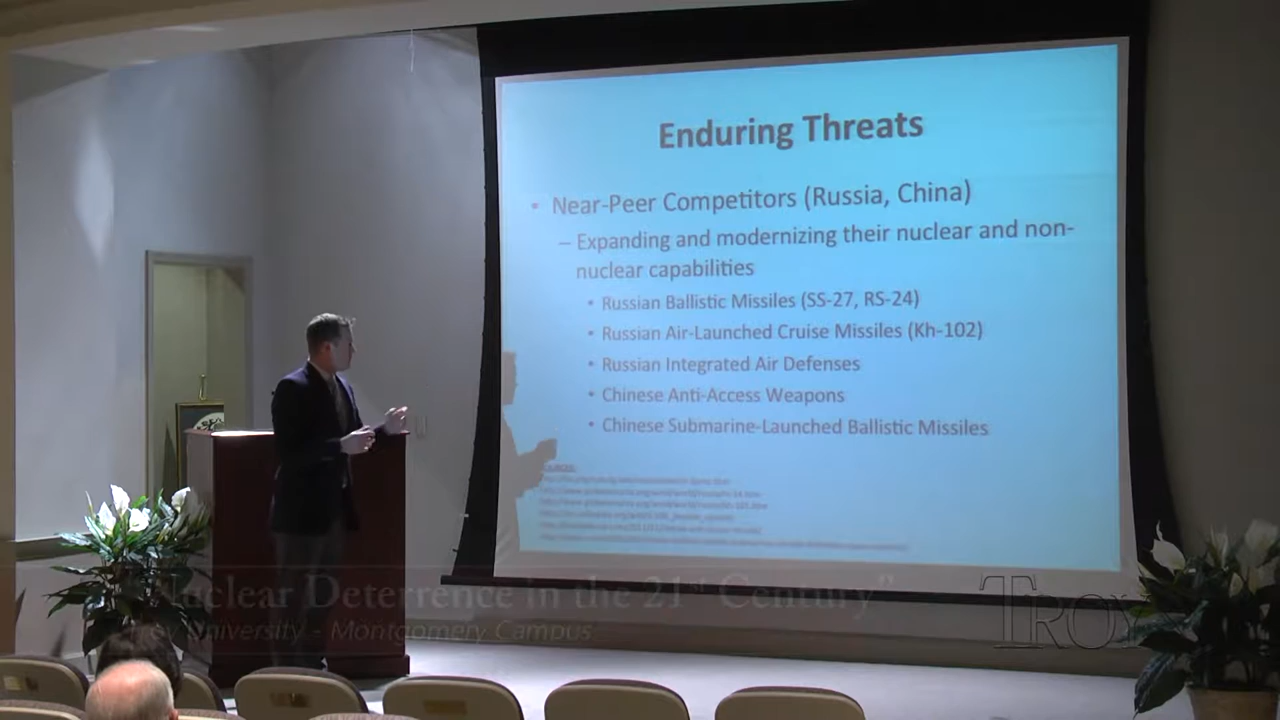 Enduring Threats
• Near-Peer Competitors (Russia, China)
– Expanding and modernizing their nuclear and non-
nuclear capabilities
• Russian Ballistic Missiles (SS-27, RS-24)
• Russian Air-Launched Cruise Missiles (Kh-102)
• Russian Integrated Air Defenses
• Chinese Anti-Access Weapons
• Chinese Submarine-Launched Ballistic Missiles
"Nuclear Deterrence in the 21st Century"
Troy University - Montgomery Campus
TROY